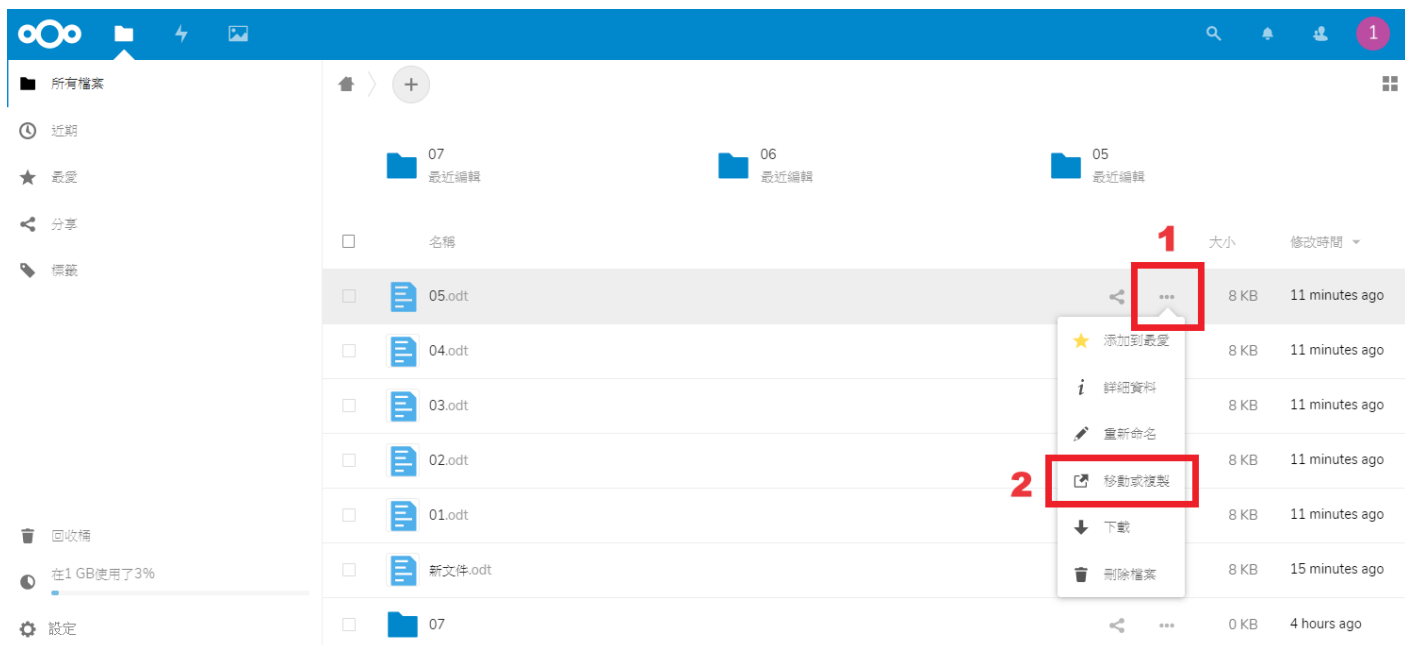 1
所有檔案
近期
最愛
分享
標籤
07
最近編輯
06
最近編輯
05
最近編輯
1
名稱
大小
修改時間
05.odt
8 KB
11 minutes ago
添加到最愛
04.odt
8 KB
11 minutes ago
詳細資料
03.odt
8 KB
11 minutes ago
重新命名
02.odt
8 KB
11 minutes ago
2
移動或複製
01.odt
8 KB
11 minutes ago
下載
新文件.odt
8 KB
15 minutes ago
刪除檔案
07
0 KB
4 hours ago
回收桶
在1 GB使用了3%
設定